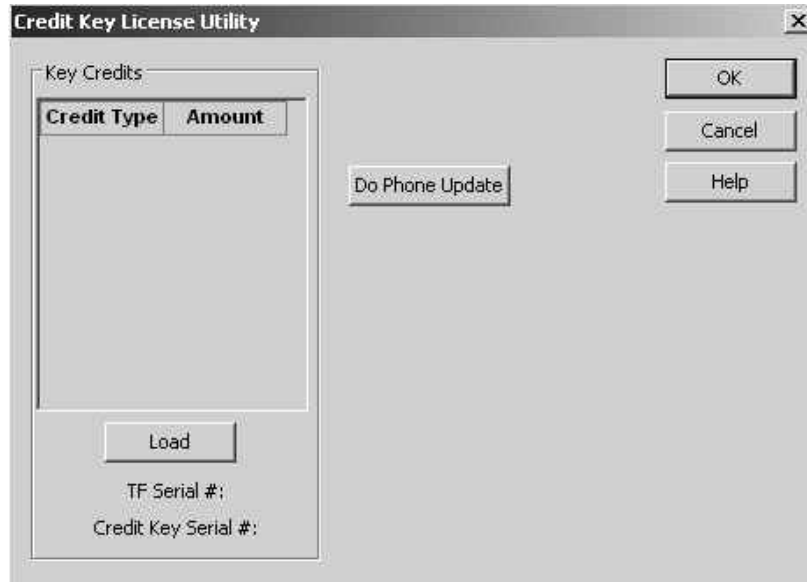 Credit Key License Utility
Key Credits
Credit Type Amount
OK
Cancel
Do Phone Update
Help
Load
TF Serial #:
Credit Key Serial #: